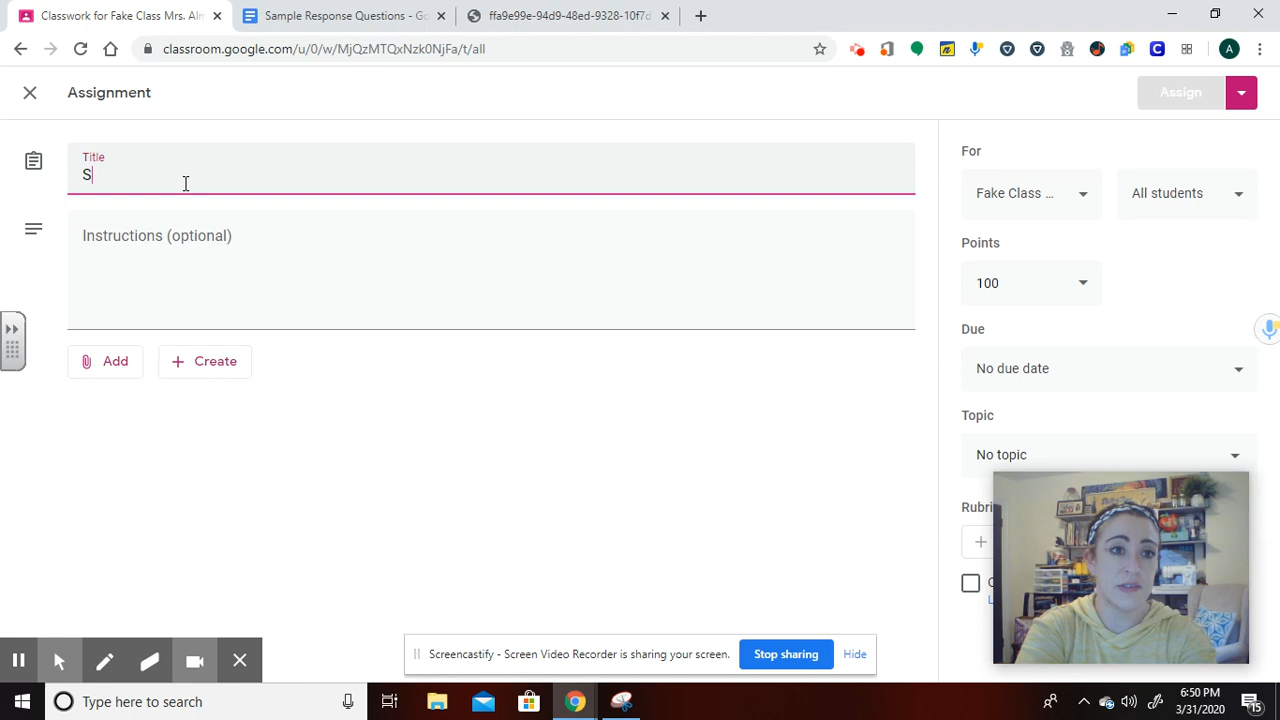 Classwork for Fake Class Mrs. Aln
Sample Response Questions - Go
ffa9e99e-94d9-48ed-9328-10f7d
classroom.google.com/u/0/w/MjQzMTQxNzk0NjFa/t/all
A
Assignment
Assign
Title
S
Instructions (optional)
Add
Create
For
Fake Class ...
All students
Points
100
Due
No due date
Topic
No topic
Rubri
Screencastify - Screen Video Recorder is sharing your screen.
Stop sharing
Hide
Type here to search
6:50 PM
3/31/2020
15